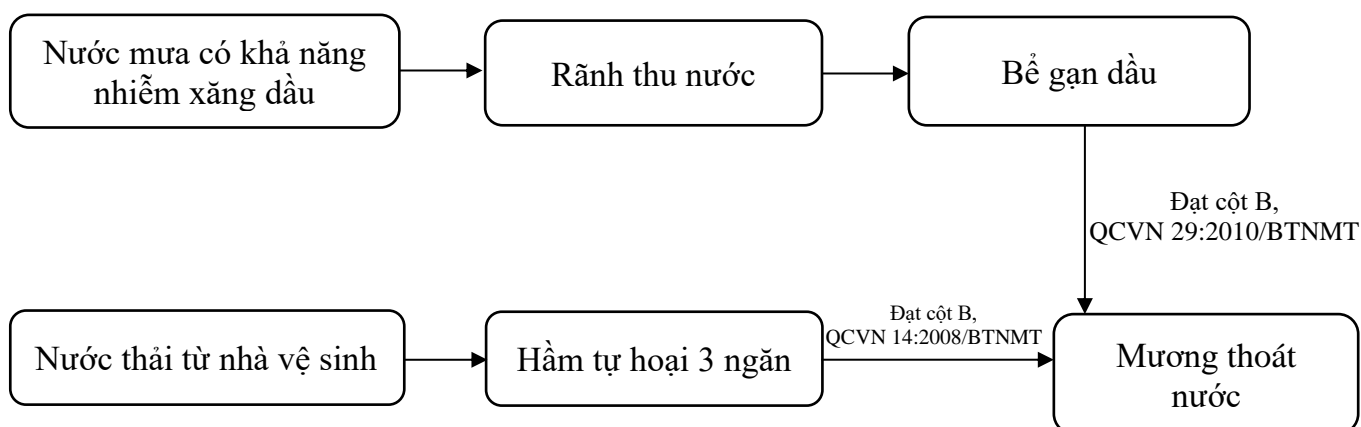 Nước mưa có khả năng
nhiễm xăng dầu
Rãnh thu nước
Bể gạn dầu
Đạt cột B,
QCVN 29:2010/BTNMT
Nước thải từ nhà vệ sinh
Hầm tự hoại 3 ngăn
Đạt cột B,
QCVN 14:2008/BTNMT
Mương thoát
nước